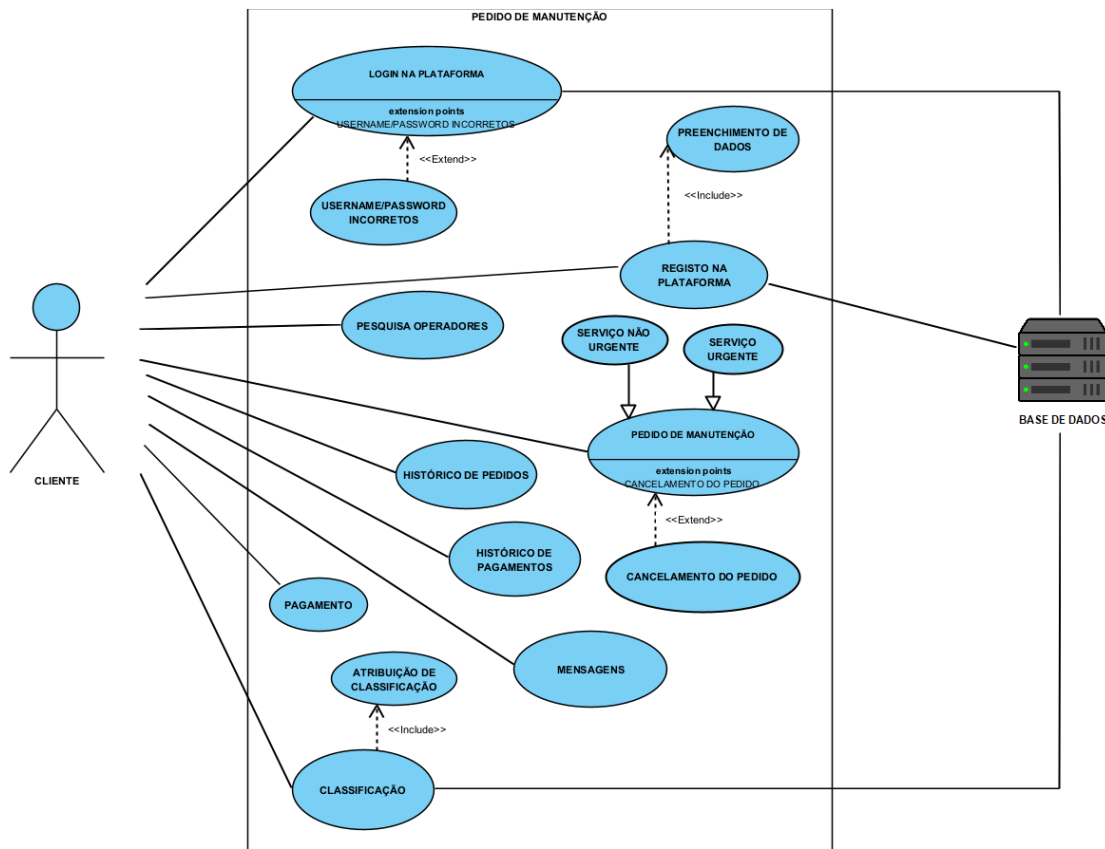 PEDIDO DE MANUTENÇÃO
LOGIN NA PLATAFORMA
extension points
USERNAME/PASSWORD INCORRETOS
<<Extend>>
USERNAME/PASSWORD
INCORRETOS
PREENCHIMENTO DE
DADOS
<<Include>>
REGISTO NA
PLATAFORMA
PESQUISA OPERADORES
SERVIÇO NÃO
URGENTE
SERVIÇO
URGENTE
PEDIDO DE MANUTENÇÃO
extension points
CANCELAMENTO DO PEDIDO
<<Extend>>
CANCELAMENTO DO PEDIDO
BASE DE DADOS
CLIENTE
HISTÓRICO DE PEDIDOS
HISTÓRICO DE
PAGAMENTOS
PAGAMENTO
MENSAGENS
ATRIBUIÇÃO DE
CLASSIFICAÇÃO
<<Include>>
CLASSIFICAÇÃO